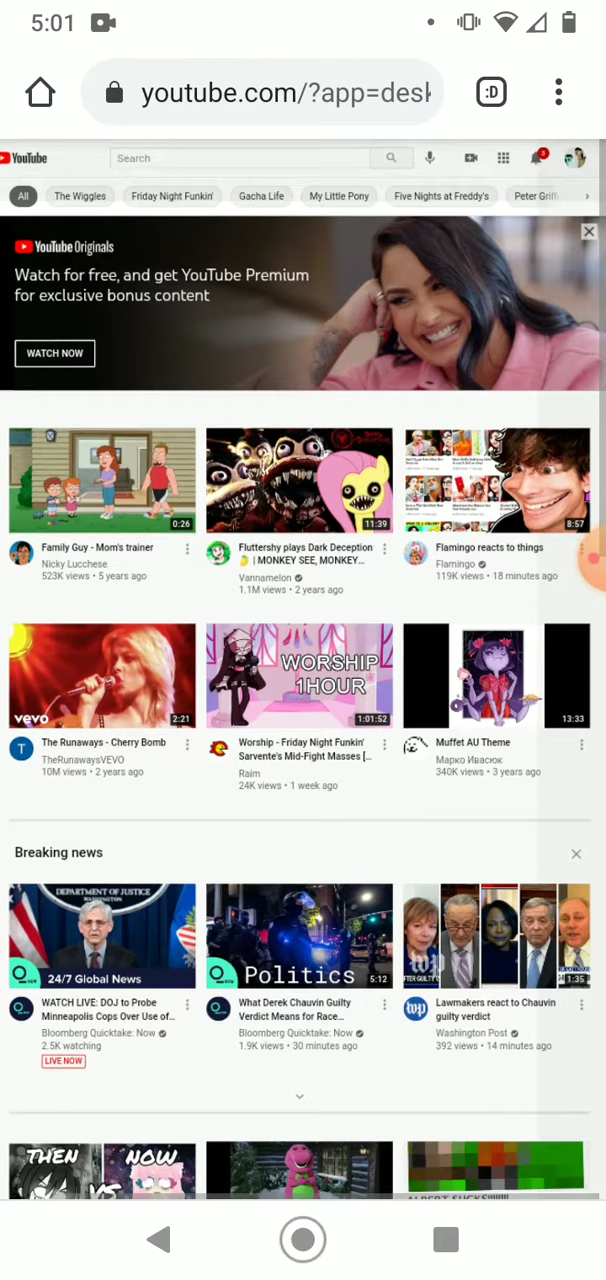 5:01
:D
youtube.com/?app=desk
YouTube
Search
3
All
The Wiggles
Friday Night Funkin'
Gacha Life
My Little Pony
Five Nights at Freddy's
Peter Griff
YouTube Originals
Watch for free, and get YouTube Premium
for exclusive bonus content
WATCH NOW
0:26
11:39
8:57
Family Guy - Mom's trainer
Nicky Lucchese
523K views • 5 years ago
Fluttershy plays Dark Deception
🍌 | MONKEY SEE, MONKEY...
Vannamelon
1.1M views • 2 years ago
Flamingo reacts to things
Flamingo
119K views • 18 minutes ago
vevo
2:21
WORSHIP
1HOUR
1:01:52
13:33
T
The Runaways - Cherry Bomb
TheRunawaysVEVO
10M views • 2 years ago
Worship - Friday Night Funkin'
Sarvente's Mid-Fight Masses [...
Raim
24K views • 1 week ago
Muffet AU Theme
Марко Ивасюк
340K views • 3 years ago
Breaking news
DEPARTMENT OF JUSTICE
WASHINGTON
24/7 Global News
Politics
5:12
wp
AFTER GUILTY
1:35
WATCH LIVE: DOJ to Probe
Minneapolis Cops Over Use of...
Bloomberg Quicktake: Now
2.5K watching
LIVE NOW
What Derek Chauvin Guilty
Verdict Means for Race...
Bloomberg Quicktake: Now
1.9K views • 30 minutes ago
wp
Lawmakers react to Chauvin
guilty verdict
Washington Post
392 views • 14 minutes ago
THEN
NOW
VS